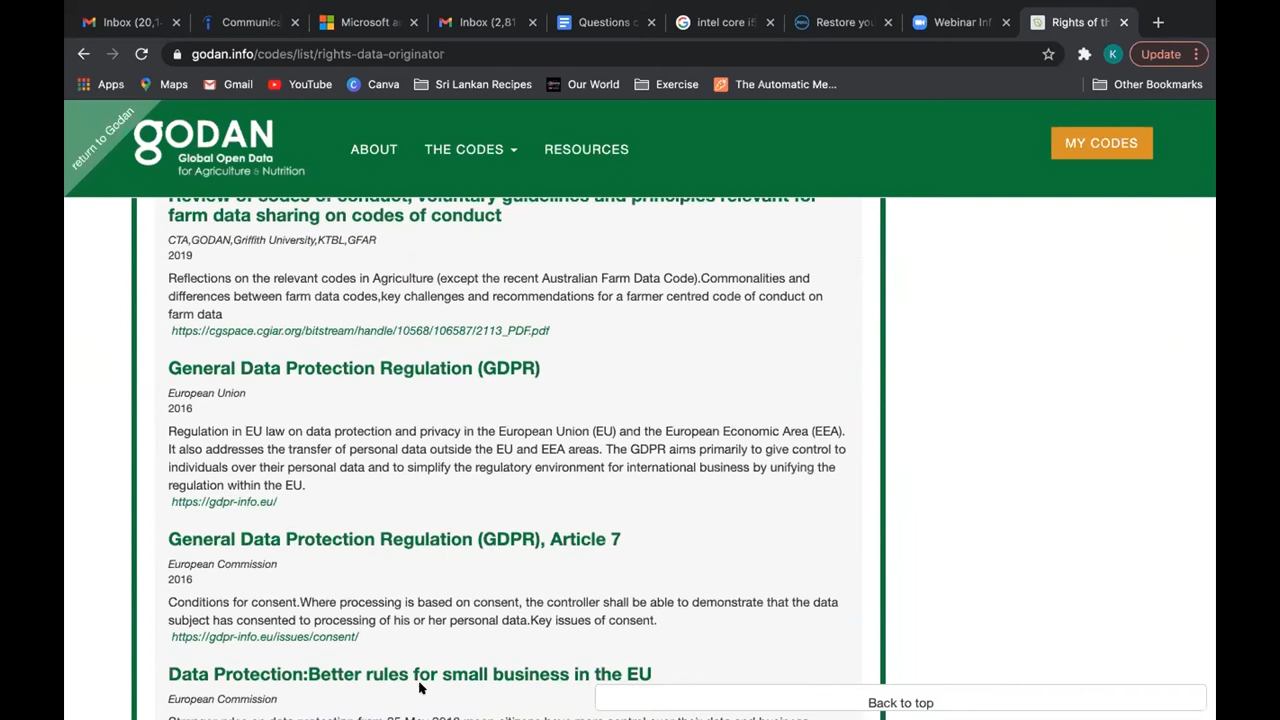 Inbox (20,1
Communica
Microsoft a
Inbox (2,81
Questions c
intel core i5
Restore you
Webinar Inf
Rights of th
godan.info/codes/list/rights-data-originator
K
Update
Apps
Maps
Gmail
YouTube
Canva
Sri Lankan Recipes
Our World
Exercise
The Automatic Me...
Other Bookmarks
return to Godan
GODAN
Global Open Data
for Agriculture & Nutrition
ABOUT
THE CODES
RESOURCES
MY CODES
Review of codes of conduct, voluntary guidelines and principles relevant for
farm data sharing on codes of conduct
CTA,GODAN,Griffith University,KTBL,GFAR
2019
Reflections on the relevant codes in Agriculture (except the recent Australian Farm Data Code).Commonalities and
differences between farm data codes,key challenges and recommendations for a farmer centred code of conduct on
farm data
https://cgspace.cgiar.org/bitstream/handle/10568/106587/2113_PDF.pdf
General Data Protection Regulation (GDPR)
European Union
2016
Regulation in EU law on data protection and privacy in the European Union (EU) and the European Economic Area (EEA).
It also addresses the transfer of personal data outside the EU and EEA areas. The GDPR aims primarily to give control to
individuals over their personal data and to simplify the regulatory environment for international business by unifying the
regulation within the EU.
https://gdpr-info.eu/
General Data Protection Regulation (GDPR), Article 7
European Commission
2016
Conditions for consent.Where processing is based on consent, the controller shall be able to demonstrate that the data
subject has consented to processing of his or her personal data.Key issues of consent.
https://gdpr-info.eu/issues/consent/
Data Protection:Better rules for small business in the EU
European Commission
Back to top